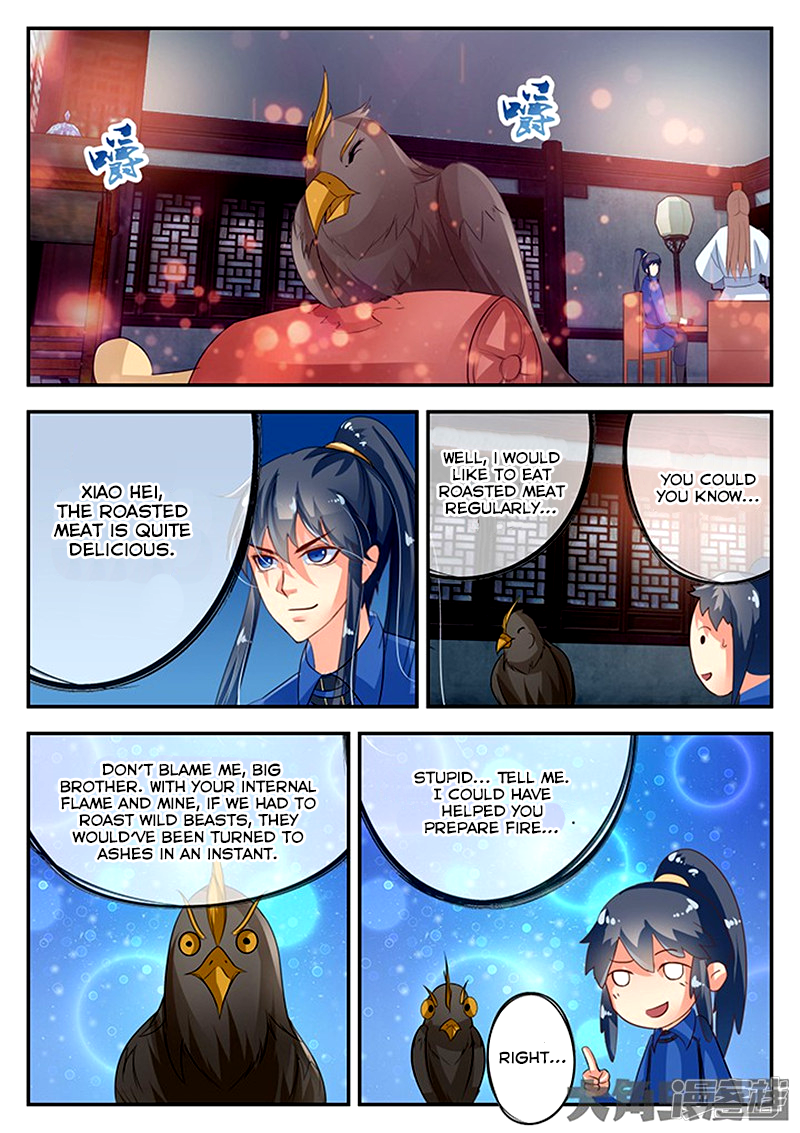 嚼
嚼
XIAO HEI,
THE ROASTED
MEAT IS QUITE
DELICIOUS.
WELL, I WOULD
LIKE TO EAT
ROASTED MEAT
REGULARLY...
YOU COULD
YOU KNOW...
DON'T BLAME ME, BIG
BROTHER. WITH YOUR INTERNAL
FLAME AND MINE, IF WE HAD TO
ROAST WILD BEASTS, THEY
WOULD'VE BEEN TURNED TO
ASHES IN AN INSTANT.
STUPID... TELL ME.
I COULD HAVE
HELPED YOU
PREPARE FIRE...
RIGHT...